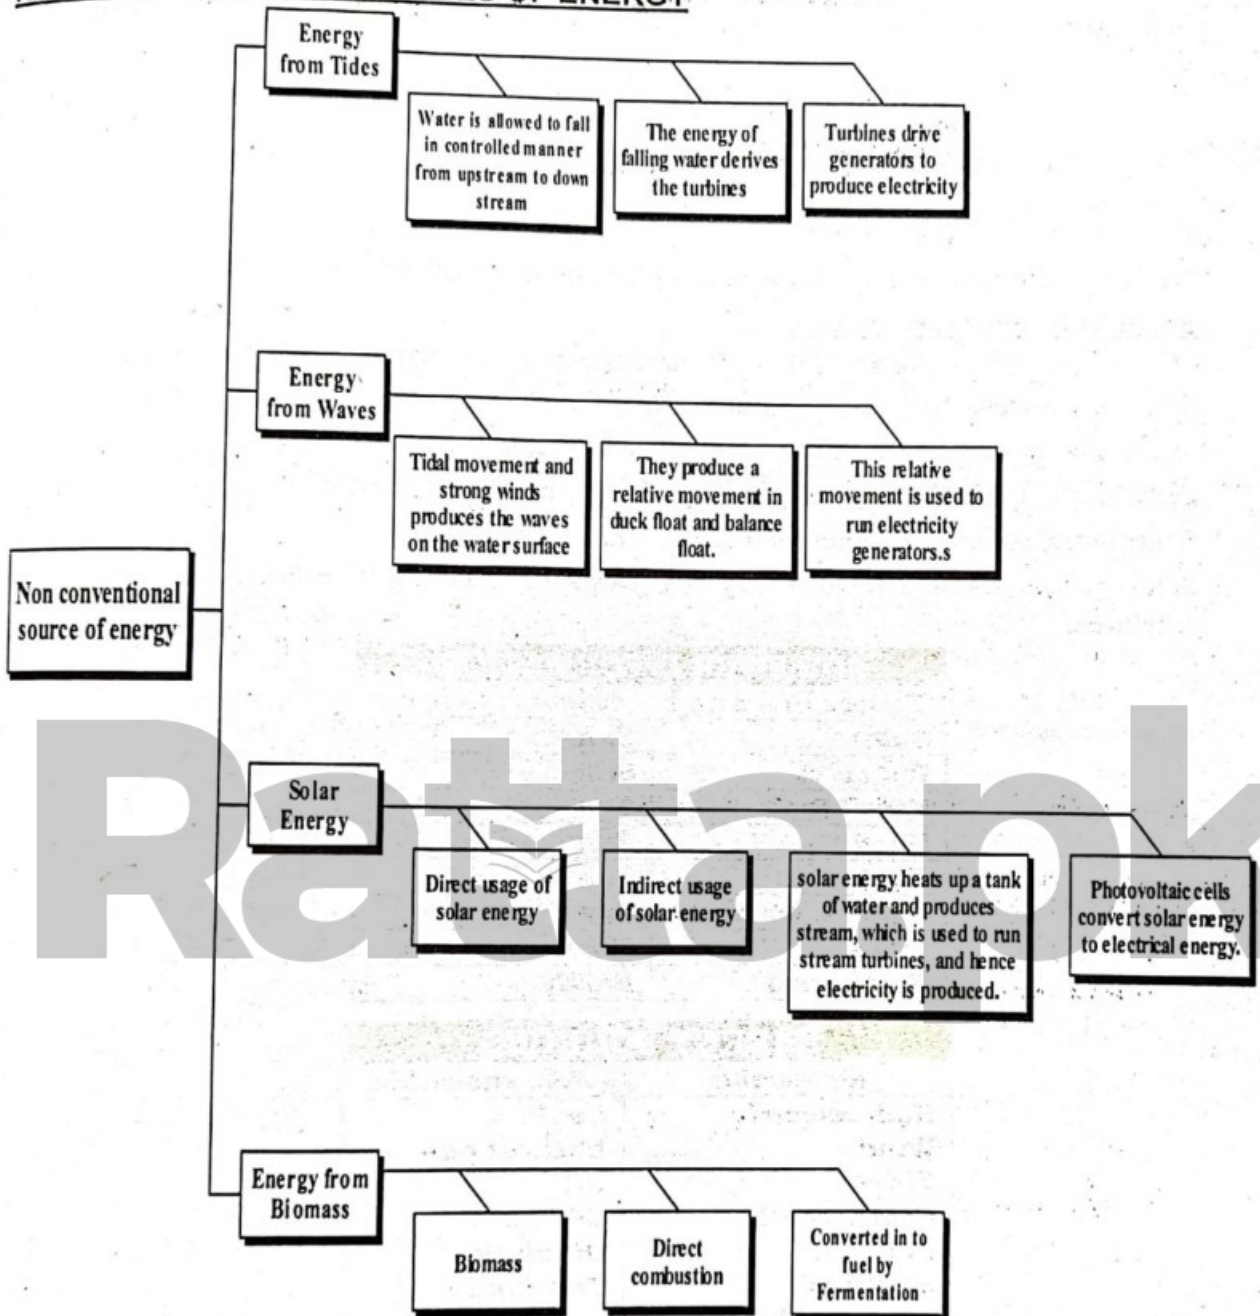 OF ENERGY
Energy
from Tides
Water is allowed to fall
in controlled manner
from upstream to down
stream
The energy of
falling water derives
the turbines
Turbines drive
generators to
produce electricity
Energy
from Waves
Tidal movement and
strong winds
produces the waves
on the water surface
They produce a
relative movement in
duck float and balance
float.
This relative
movement is used to
run electricity
generators.s
Non conventional
source of energy
Solar
Energy
Direct usage of
solar energy
Indirect usage
of solar energy
solar energy heats up a tank
of water and produces
stream, which is used to run
stream turbines, and hence
electricity is produced.
Photovoltaic cells
convert solar energy
to electrical energy.
Ratta.pk
Energy from
Biomass
Biomass
Direct
combustion
Converted in to
fuel by
Fermentation